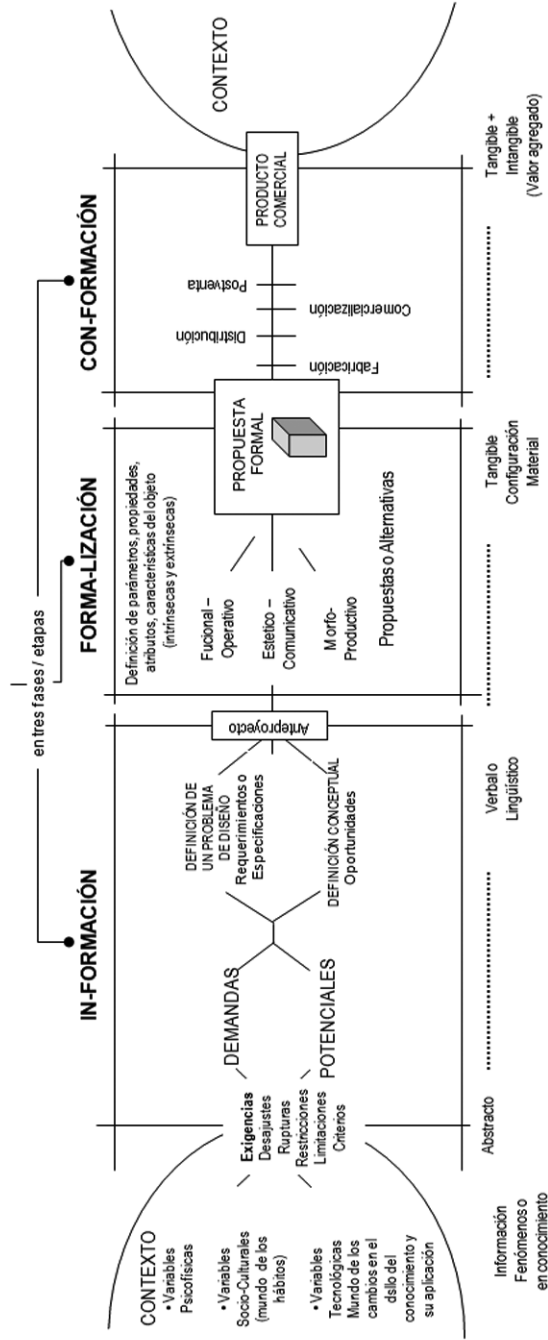 en tres fases / etapas
IN-FORMACIÓN
FORMA-LIZACIÓN
CON-FORMACIÓN
CONTEXTO
• Variables
Psicofísicas
• Variables
Socio-Culturales
(mundo de los
hábitos)
• Variables
Tecnológicas
Mundo de los
cambios en el
dsllo del
conocimiento y
su aplicación
Exigencias
Desajustes
Rupturas
Restricciones
Limitaciones
Criterios
DEMANDAS
POTENCIALES
DEFINICIÓN DE
UN PROBLEMA
DE DISEÑO
Requerimientos o
Especificaciones
DEFINICIÓN CONCEPTUAL
Oportunidades
Anteproyecto
Definición de parámetros, propiedades,
atributos, características del objeto
(intrínsecas y extrínsecas)
Fucional –
Operativo
Estetico –
Comunicativo
Morfo-
Productivo
Propuestas o Alternativas
PROPUESTA
FORMAL
Fabricación
Distribución
Comercialización
Postventa
PRODUCTO
COMERCIAL
CONTEXTO
Información
Fenómenos o
en conocimiento
Abstracto
Verbal o
Lingüístico
Tangible
Configuración
Material
Tangible +
Intangible
(Valor agregado)